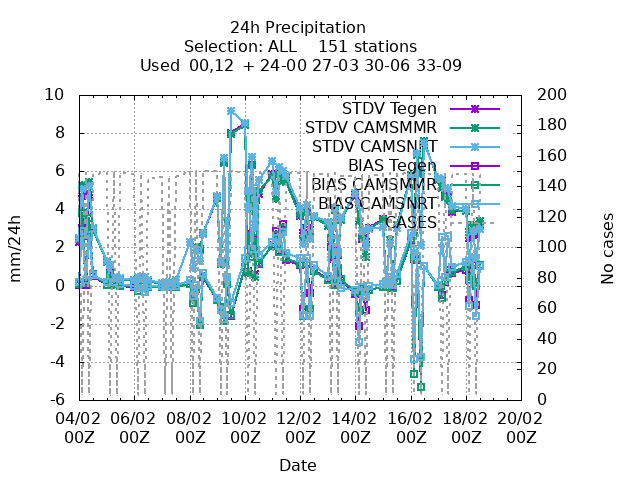 24h Precipitation
Selection: ALL    151 stations
Used  00,12  + 24-00 27-03 30-06 33-09
STDV Tegen
STDV CAMSMMR
STDV CAMSNRT
BIAS Tegen
BIAS CAMSMMR
BIAS CAMSNRT
CASES
mm/24h
10
8
6
4
2
0
-2
-4
-6
No cases
200
180
160
140
120
100
80
60
40
20
0
04/02 06/02 08/02 10/02 12/02 14/02 16/02 18/02 20/02
00Z 00Z 00Z 00Z 00Z 00Z 00Z 00Z 00Z
Date